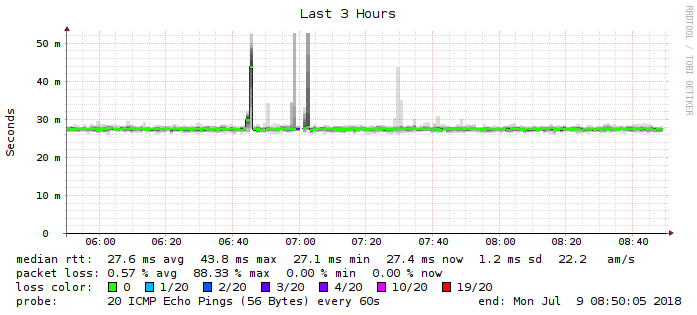 Last 3 Hours
RRDTOOL / TOBI OETIKER
Seconds
50 m
40 m
30 m
20 m
10 m
0
06:00 06:20 06:40 07:00 07:20 07:40 08:00 08:20 08:40
median rtt: 27.6 ms avg 43.8 ms max 27.1 ms min 27.4 ms now 1.2 ms sd 22.2 am/s
packet loss: 0.57 % avg 88.33 % max 0.00 % min 0.00 % now
loss color: 0 1/20 2/20 3/20 4/20 10/20 19/20
probe: 20 ICMP Echo Pings (56 Bytes) every 60s end: Mon Jul 9 08:50:05 2018